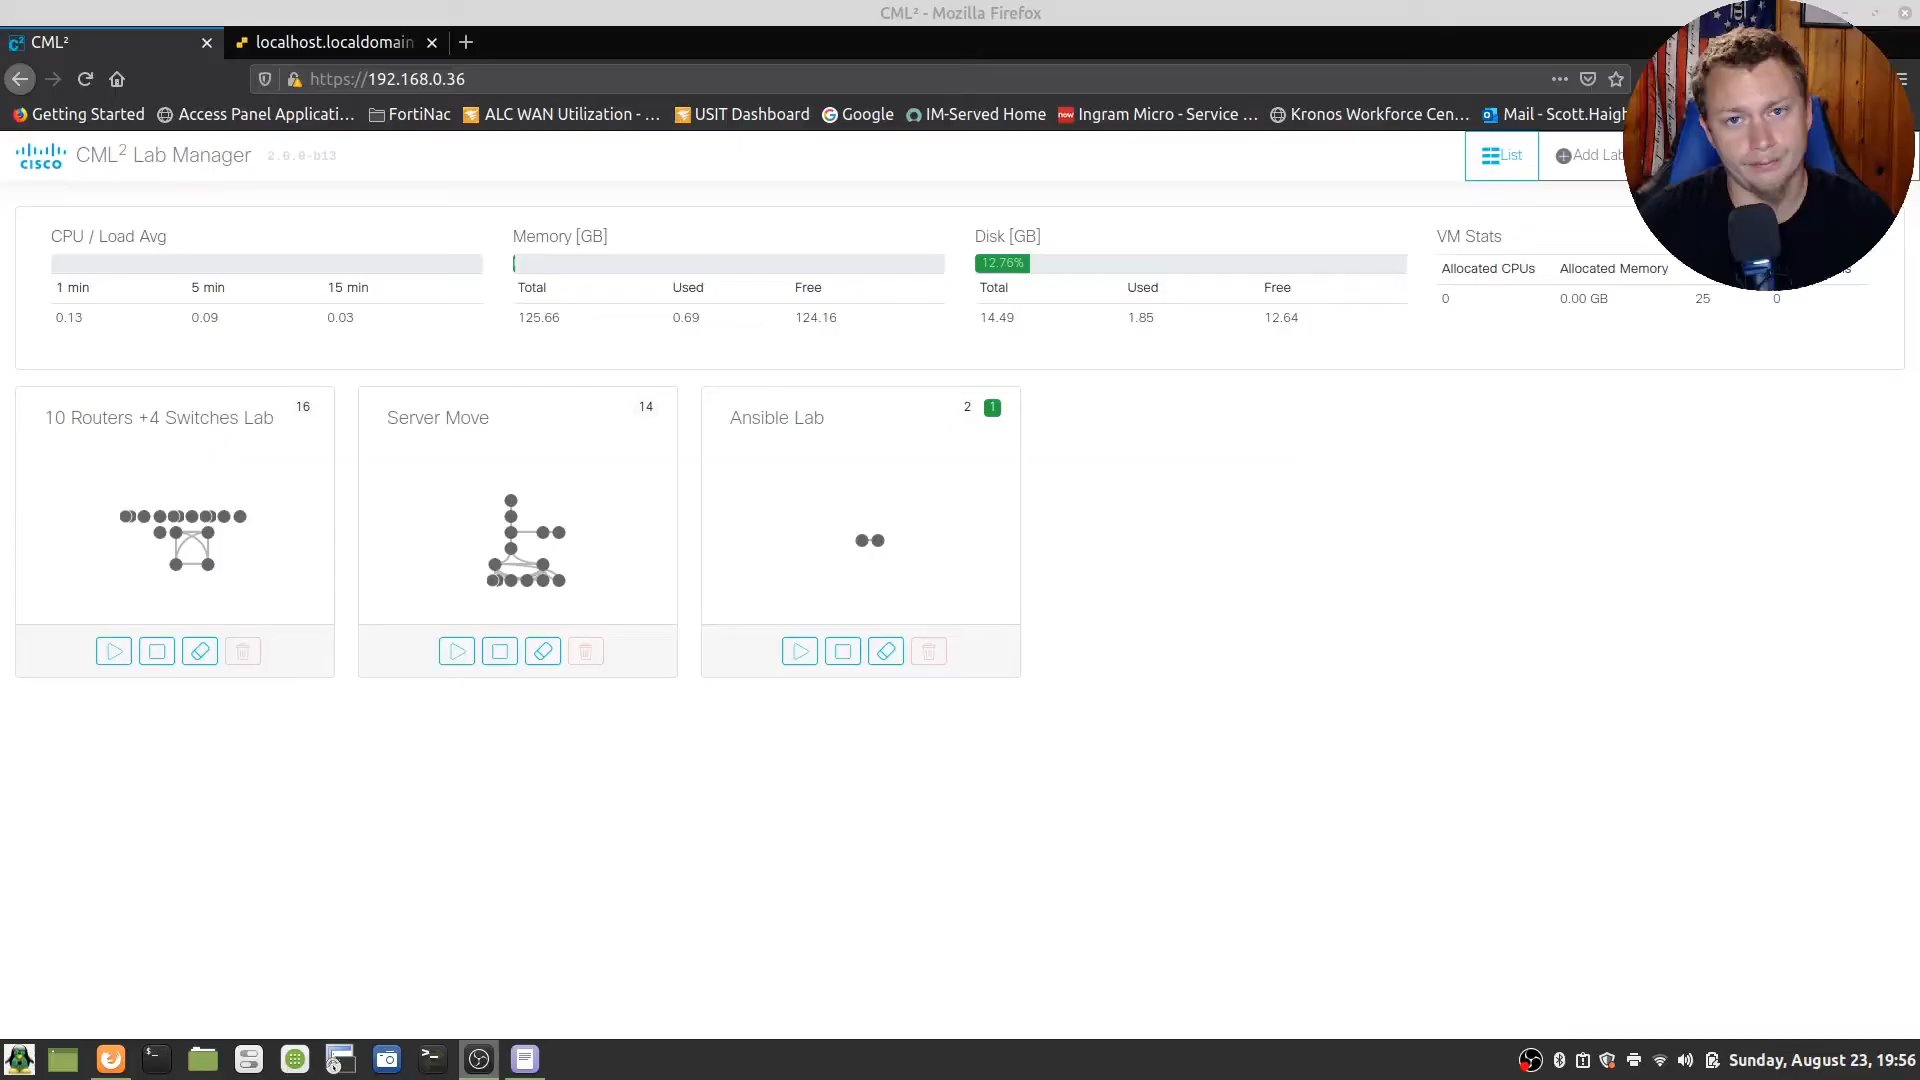 CML² - Mozilla Firefox
CML²
localhost.localdomain
https://192.168.0.36
Getting Started
Access Panel Applicati...
FortiNac
ALC WAN Utilization - ...
USIT Dashboard
Google
IM-Served Home
now
Ingram Micro - Service ...
Kronos Workforce Cen...
Mail - Scott.Haigh
CISCO
CML² Lab Manager
2.0.0-b13
List
Add Lab
CPU / Load Avg
1 min 5 min 15 min
0.13 0.09 0.03
Memory [GB]
Total Used Free
125.66 0.69 124.16
Disk [GB]
12.76%
Total Used Free
14.49 1.85 12.64
VM Stats
Allocated CPUs Allocated Memory
0 0.00 GB 25 0
10 Routers +4 Switches Lab 16
Server Move 14
Ansible Lab 2 1
Sunday, August 23, 19:56